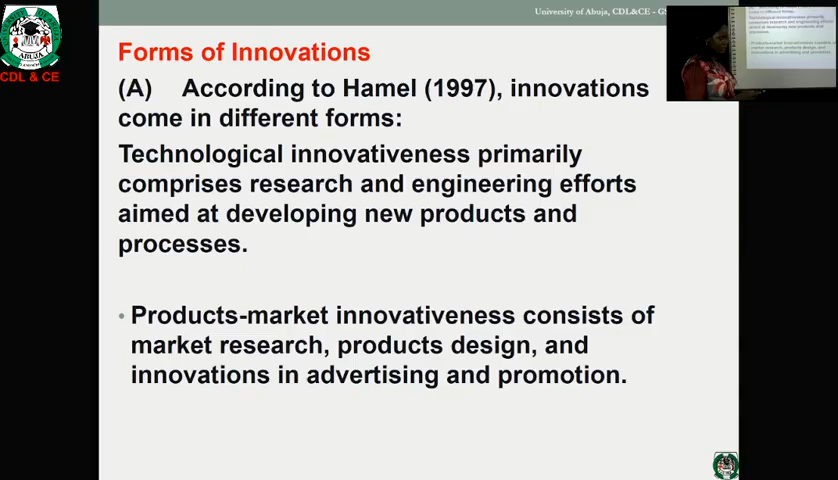 University of Abuja, CDL&CE - GS
Forms of Innovations
(A) According to Hamel (1997), innovations
come in different forms:
Technological innovativeness primarily
comprises research and engineering efforts
aimed at developing new products and
processes.
• Products-market innovativeness consists of
market research, products design, and
innovations in advertising and promotion.
ABUJA
CDL & CE